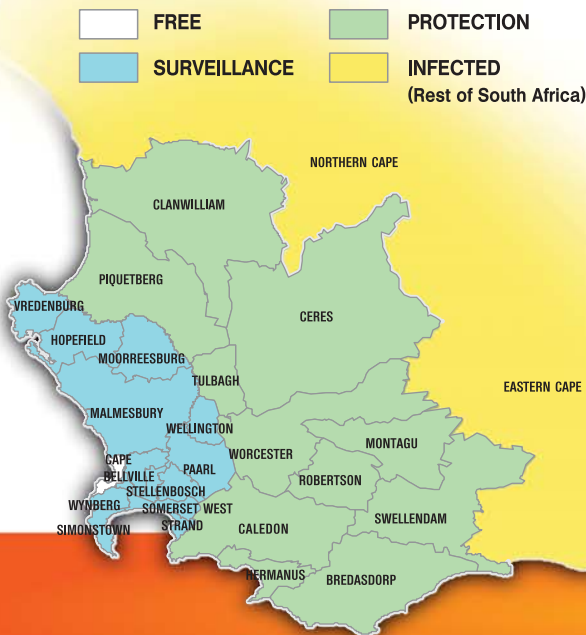 FREE
PROTECTION
SURVEILLANCE
INFECTED
(Rest of South Africa)
NORTHERN CAPE
CLANWILLIAM
PIQUETBERG
VREDENBURG
CERES
HOPEFIELD
MOORREESBURG
TULBAGH
EASTERN CAPE
MALMESBURY
WELLINGTON
MONTAGU
WORCESTER
CAPE
PAARL
BELLVILLE
ROBERTSON
STELLENBOSCH
WYNBERG
SOMERSET WEST
SWELLENDAM
SIMONSTOWN
STRAND
CALEDON
HERMANUS
BREDASDORP